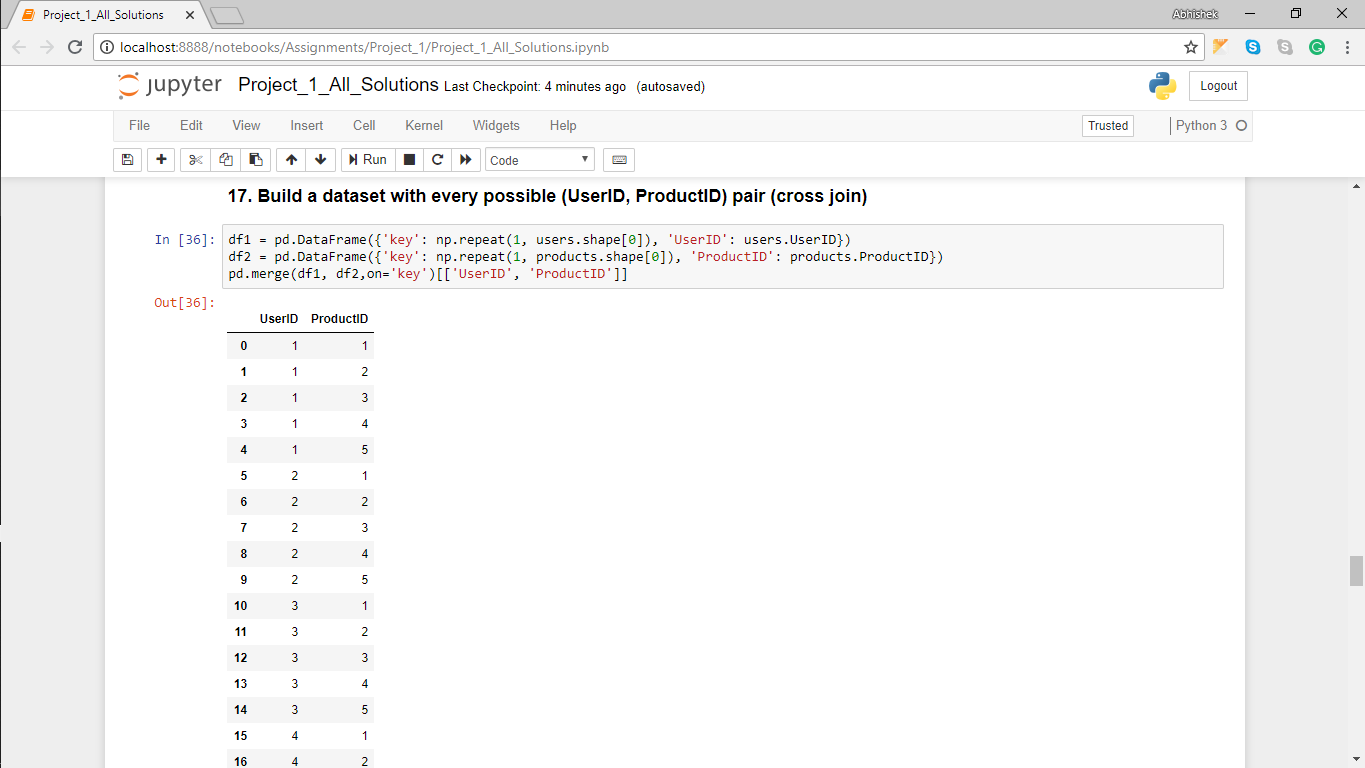 Project_1_All_Solutions
Abhishek
localhost:8888/notebooks/Assignments/Project_1/Project_1_All_Solutions.ipynb
jupyter Project_1_All_Solutions Last Checkpoint: 4 minutes ago (autosaved)
Logout
File Edit View Insert Cell Kernel Widgets Help
Trusted
Python 3
Run
Code
17. Build a dataset with every possible (UserID, ProductID) pair (cross join)
In [36]: df1 = pd.DataFrame({'key': np.repeat(1, users.shape[0]), 'UserID': users.UserID})
df2 = pd.DataFrame({'key': np.repeat(1, products.shape[0]), 'ProductID': products.ProductID})
pd.merge(df1, df2,on='key')[['UserID', 'ProductID']]
Out[36]:
UserID ProductID
0 1 1
1 1 2
2 1 3
3 1 4
4 1 5
5 2 1
6 2 2
7 2 3
8 2 4
9 2 5
10 3 1
11 3 2
12 3 3
13 3 4
14 3 5
15 4 1
16 4 2